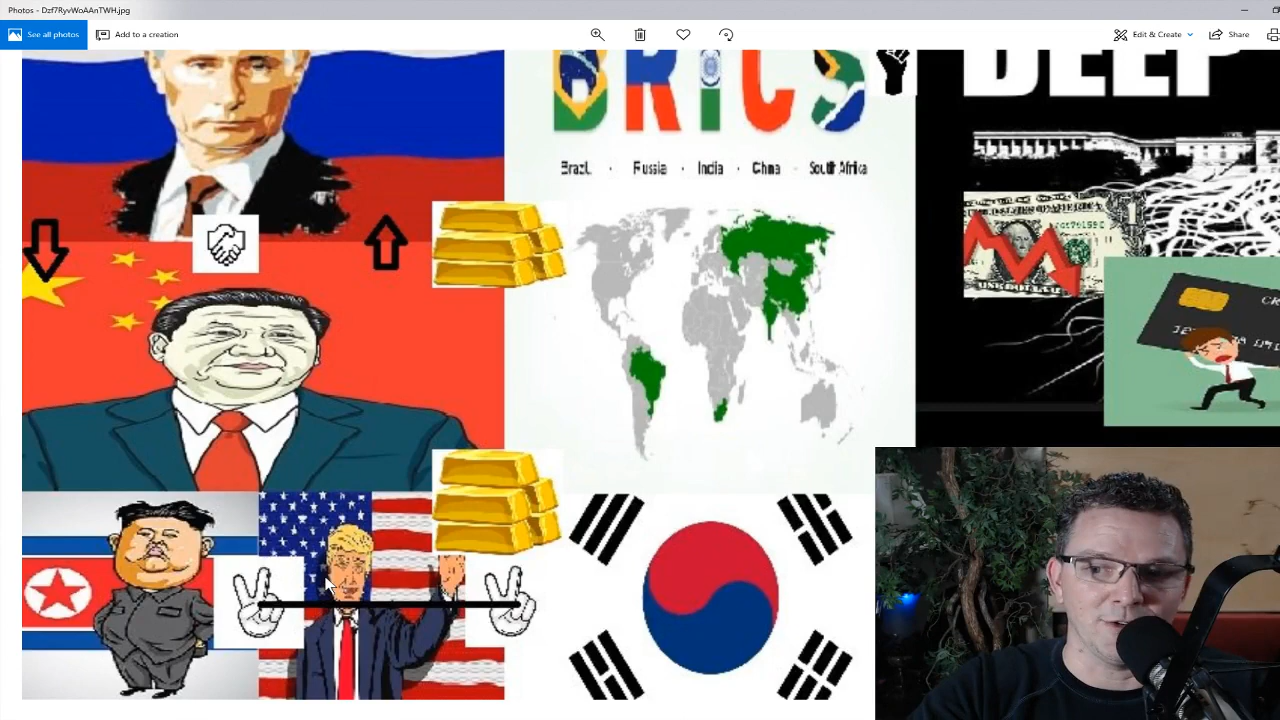 Photos - Dzf7RyvWoAAnTWH.jpg
See all photos
Add to a creation
Edit & Create
Share
BRICS
DEEP
Brazil · Russia · India · China · South Africa